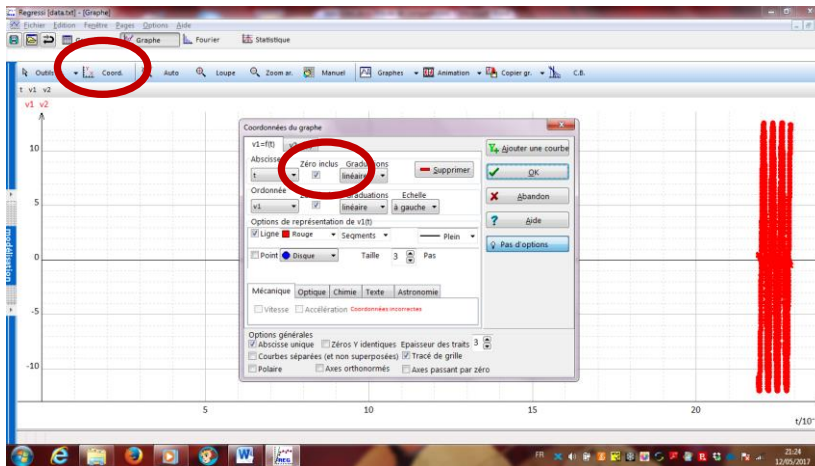 Regressi [data.txt] - [Graphe]
Fichier Edition Fenêtre Pages Options Aide
Graphe Fourier Statistique
Outils Coord. Auto Loupe Zoom ar. Manuel Graphes Animation Copier gr. C.B.
t v1 v2
v1 v2
10
5
0
-5
-10
5 10 15 20
modélisation
Coordonnées du graphe
v1=f(t)
Abscisse Zéro inclus Graduations
t linéaire Supprimer
Ordonnée Graduations Echelle
v1 linéaire à gauche
Options de représentation de v1(t)
Ligne Rouge Segments Plein
Point Disque Taille 3 Pas
Mécanique Optique Chimie Texte Astronomie
Vitesse Accélération Coordonnées incorrectes
Options générales
Abscisse unique Zéros Y identiques Epaisseur des traits 3
Courbes séparées (et non superposées) Tracé de grille
Polaire Axes orthonormés Axes passant par zéro
Ajouter une courbe
OK
Abandon
? Aide
Pas d'options
FR
21:24
12/05/2017